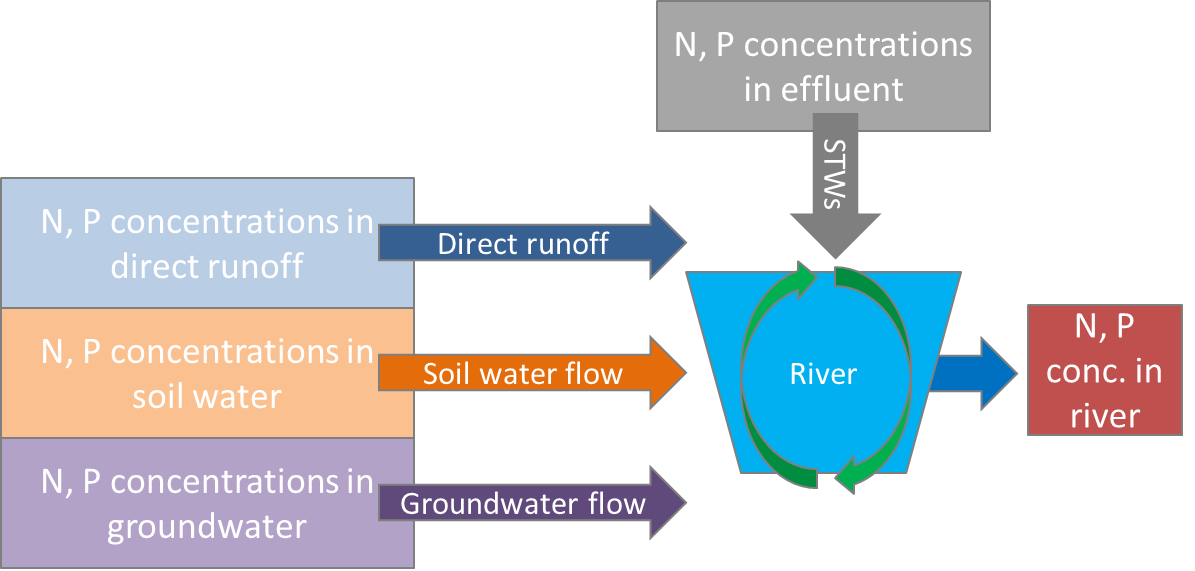 N, P concentrations
in effluent
STWs
N, P concentrations in
direct runoff
Direct runoff
N, P concentrations in
soil water
Soil water flow
River
N, P
conc. in
river
N, P concentrations in
groundwater
Groundwater flow